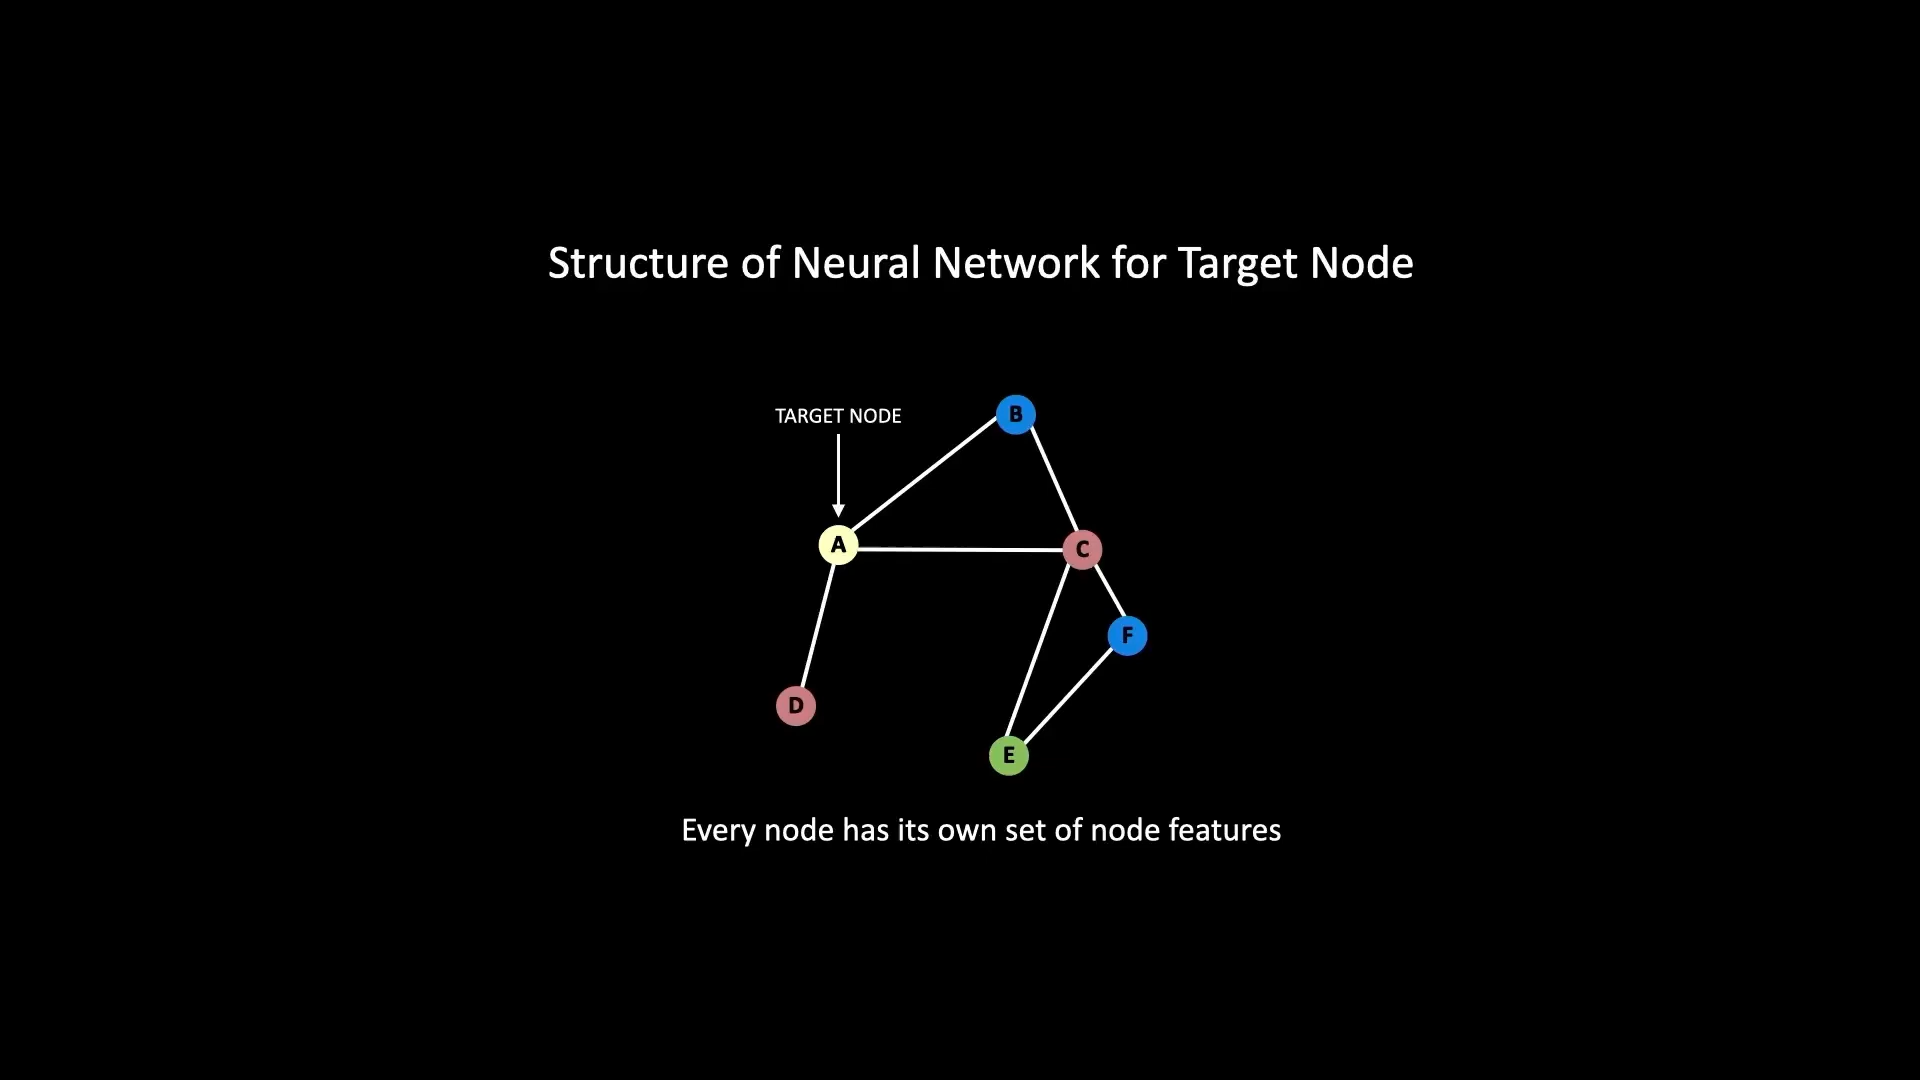 Structure of Neural Network for Target Node
TARGET NODE
B
A
C
F
D
E
Every node has its own set of node features